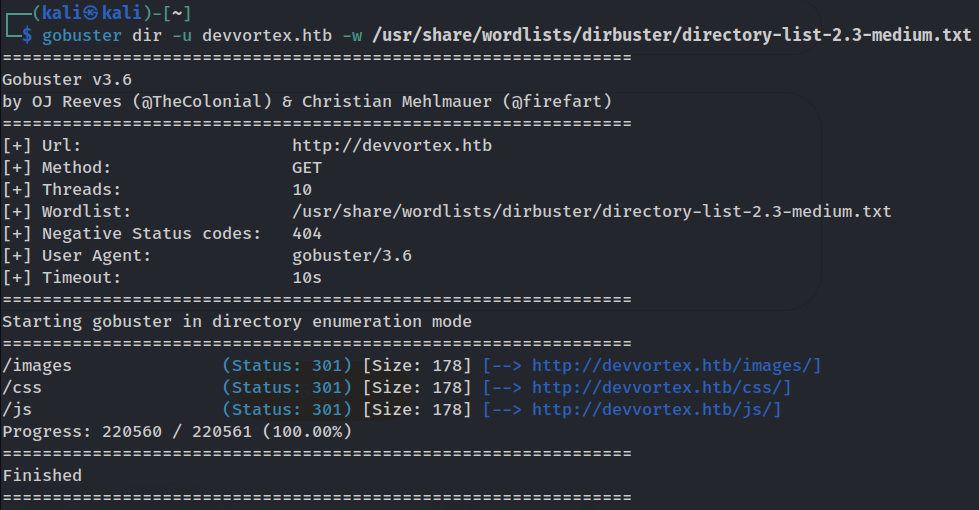 ┌──(kali㉿kali)-[~]
└─$ gobuster dir -u devvortex.htb -w /usr/share/wordlists/dirbuster/directory-list-2.3-medium.txt
===============================================================
Gobuster v3.6
by OJ Reeves (@TheColonial) & Christian Mehlmauer (@firefart)
===============================================================
[+] Url:                     http://devvortex.htb
[+] Method:                  GET
[+] Threads:                 10
[+] Wordlist:                /usr/share/wordlists/dirbuster/directory-list-2.3-medium.txt
[+] Negative Status codes:   404
[+] User Agent:              gobuster/3.6
[+] Timeout:                 10s
===============================================================
Starting gobuster in directory enumeration mode
===============================================================
/images               (Status: 301) [Size: 178] [--> http://devvortex.htb/images/]
/css                  (Status: 301) [Size: 178] [--> http://devvortex.htb/css/]
/js                   (Status: 301) [Size: 178] [--> http://devvortex.htb/js/]
Progress: 220560 / 220561 (100.00%)
===============================================================
Finished
===============================================================